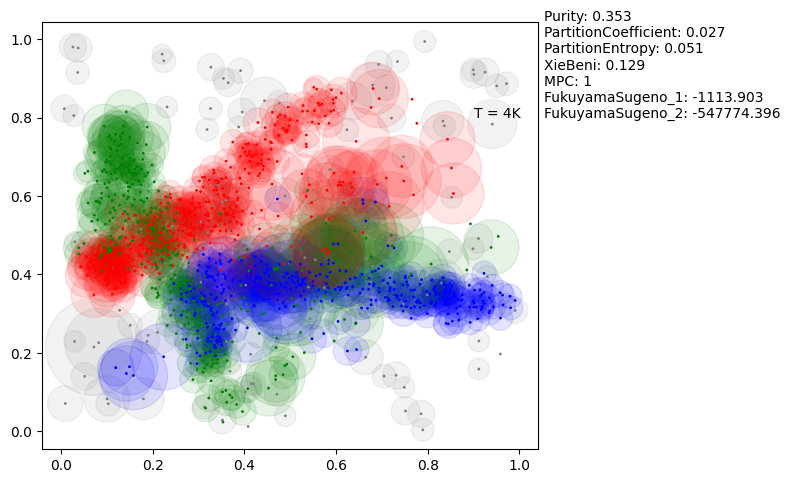 Purity: 0.353
PartitionCoefficient: 0.027
PartitionEntropy: 0.051
XieBeni: 0.129
MPC: 1
FukuyamaSugeno_1: -1113.903
FukuyamaSugeno_2: -547774.396
T = 4K
1.0
0.8
0.6
0.4
0.2
0.0
0.0 0.2 0.4 0.6 0.8 1.0